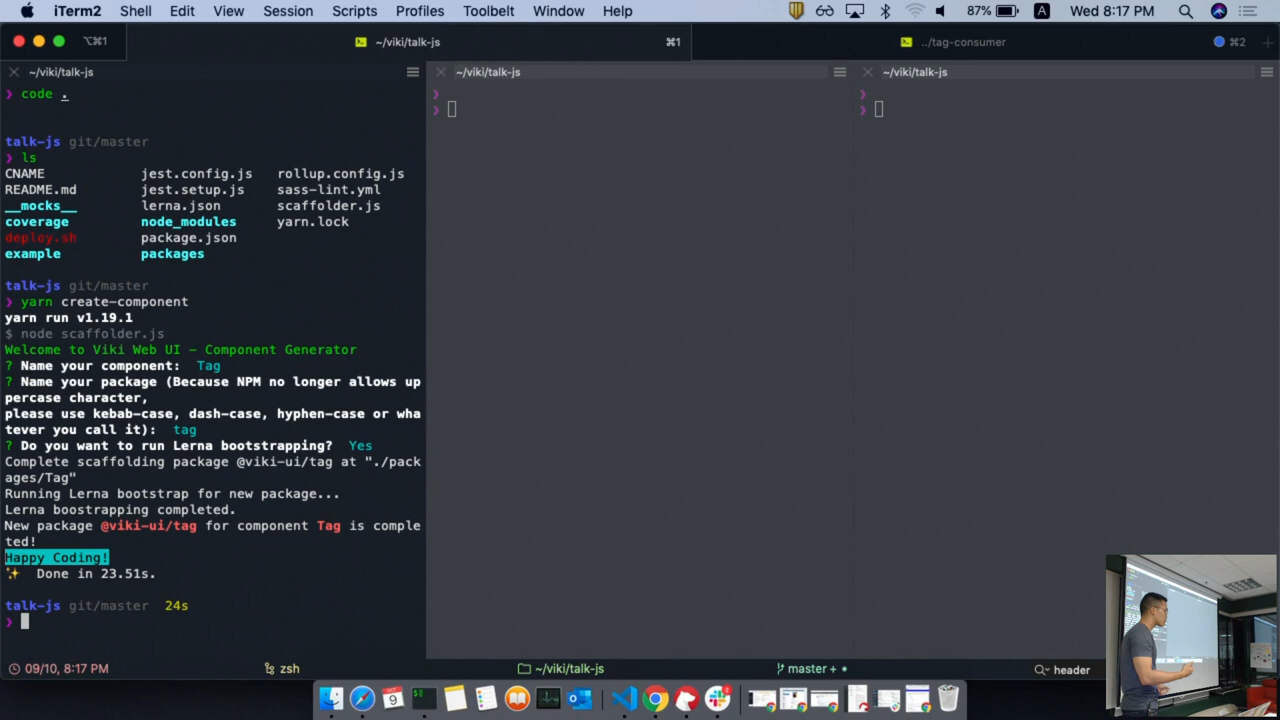 iTerm2 Shell Edit View Session Scripts Profiles Toolbelt Window Help 87% A Wed 8:17 PM
⌥⌘1 ~/viki/talk-js ⌘1 ../tag-consumer ⌘2
~/viki/talk-js ~/viki/talk-js ~/viki/talk-js
❯ code .
❯
❯
❯
❯
talk-js git/master
❯ ls
CNAME jest.config.js rollup.config.js
README.md jest.setup.js sass-lint.yml
__mocks__ lerna.json scaffolder.js
coverage node_modules yarn.lock
deploy.sh package.json
example packages
talk-js git/master
❯ yarn create-component
yarn run v1.19.1
$ node scaffolder.js
Welcome to Viki Web UI - Component Generator
? Name your component: Tag
? Name your package (Because NPM no longer allows up
percase character,
please use kebab-case, dash-case, hyphen-case or wha
tever you call it): tag
? Do you want to run Lerna bootstrapping? Yes
Complete scaffolding package @viki-ui/tag at "./pack
ages/Tag"
Running Lerna bootstrap for new package...
Lerna boostrapping completed.
New package @viki-ui/tag for component Tag is comple
ted!
Happy Coding!
✨ Done in 23.51s.
talk-js git/master 24s
❯
09/10, 8:17 PM zsh ~/viki/talk-js master + • header
9